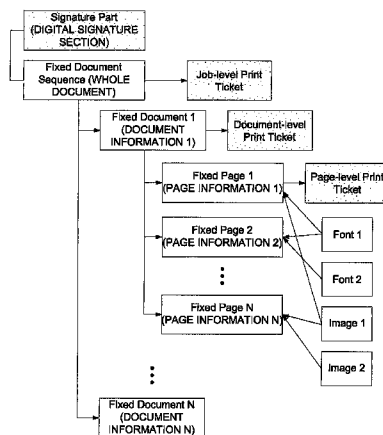 Signature Part
(DIGITAL SIGNATURE
SECTION)
Fixed Document
Sequence (WHOLE
DOCUMENT)
Job-level Print
Ticket
Fixed Document 1
(DOCUMENT
INFORMATION 1)
Document-level
Print Ticket
Fixed Page 1
(PAGE INFORMATION 1)
Page-level Print
Ticket
Fixed Page 2
(PAGE INFORMATION 2)
Font 1
Font 2
Fixed Page N
(PAGE INFORMATION N)
Image 1
Image 2
Fixed Document N
(DOCUMENT
INFORMATION N)